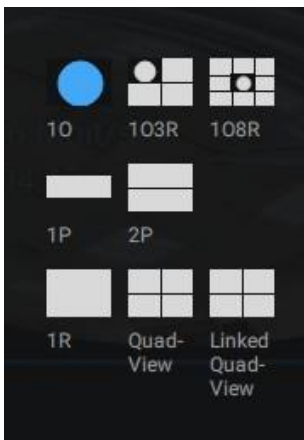 1O 1O3R 1O8R
1P 2P
1R Quad- Linked
View Quad-
View